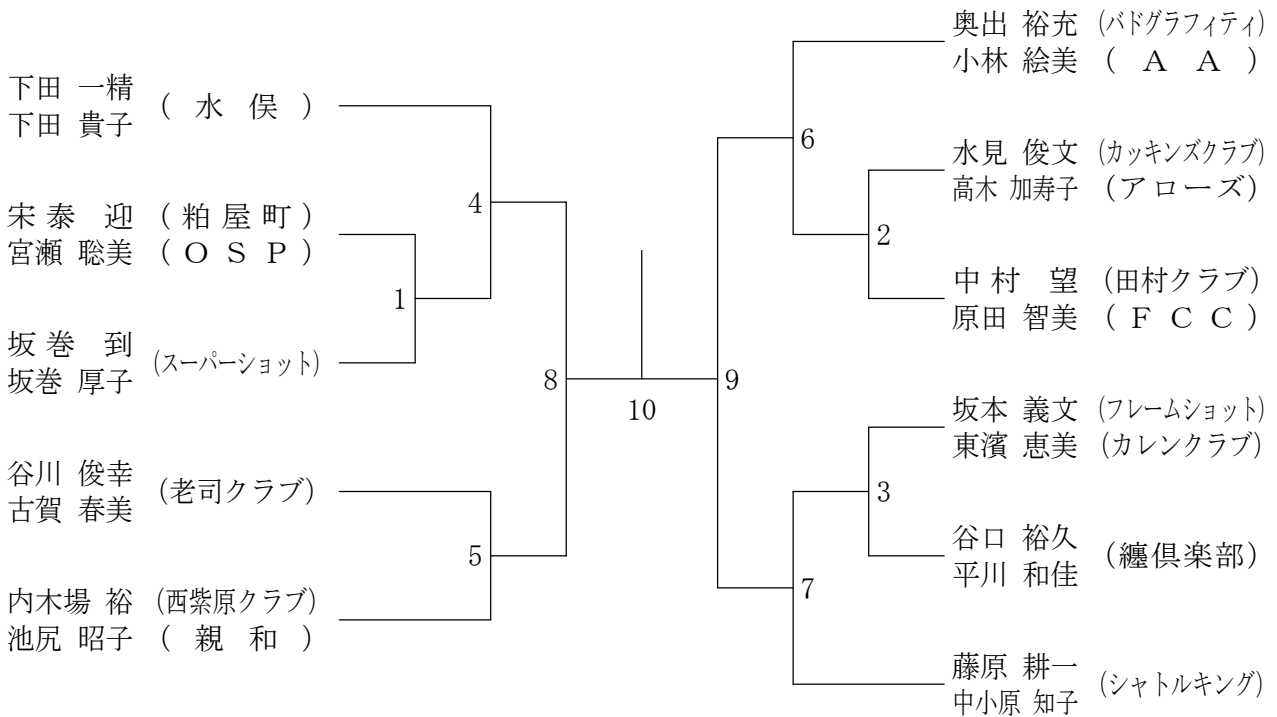 下田 一精
下田 貴子
(水俣)
宋 泰 迎 (粕屋町)
宮瀬 聡美 (OSP)
坂巻 到
坂巻 厚子
(スーパーショット)
谷川 俊幸
古賀 春美
(老司クラブ)
内木場 裕 (西紫原クラブ)
池尻 昭子 (親和)
1
4
5
8
10
9
6
2
3
7
奥出 裕充 (バドグラフィティ)
小林 絵美 (AA)
水見 俊文 (カッキンズクラブ)
高木 加寿子 (アローズ)
中村 望 (田村クラブ)
原田 智美 (FCC)
坂本 義文 (フレームショット)
東濱 恵美 (カレンクラブ)
谷口 裕久
平川 和佳
(纏倶楽部)
藤原 耕一
中小原 知子
(シャトルキング)